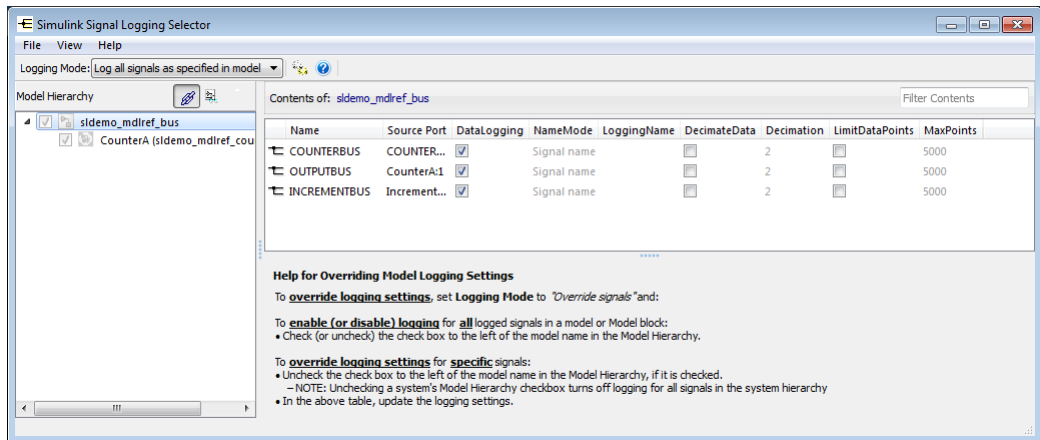 Simulink Signal Logging Selector
File View Help
Logging Mode: Log all signals as specified in model
Model Hierarchy
Contents of: sldemo_mdlref_bus
Filter Contents
sldemo_mdlref_bus
CounterA (sldemo_mdlref_cou
Name Source Port DataLogging NameMode LoggingName DecimateData Decimation LimitDataPoints MaxPoints
COUNTERBUS COUNTER... Signal name 2 5000
OUTPUTBUS CounterA:1 Signal name 2 5000
INCREMENTBUS Increment... Signal name 2 5000
Help for Overriding Model Logging Settings
To override logging settings, set Logging Mode to "Override signals" and:
To enable (or disable) logging for all logged signals in a model or Model block:
• Check (or uncheck) the check box to the left of the model name in the Model Hierarchy.
To override logging settings for specific signals:
• Uncheck the check box to the left of the model name in the Model Hierarchy, if it is checked.
– NOTE: Unchecking a system's Model Hierarchy checkbox turns off logging for all signals in the system hierarchy
• In the above table, update the logging settings.